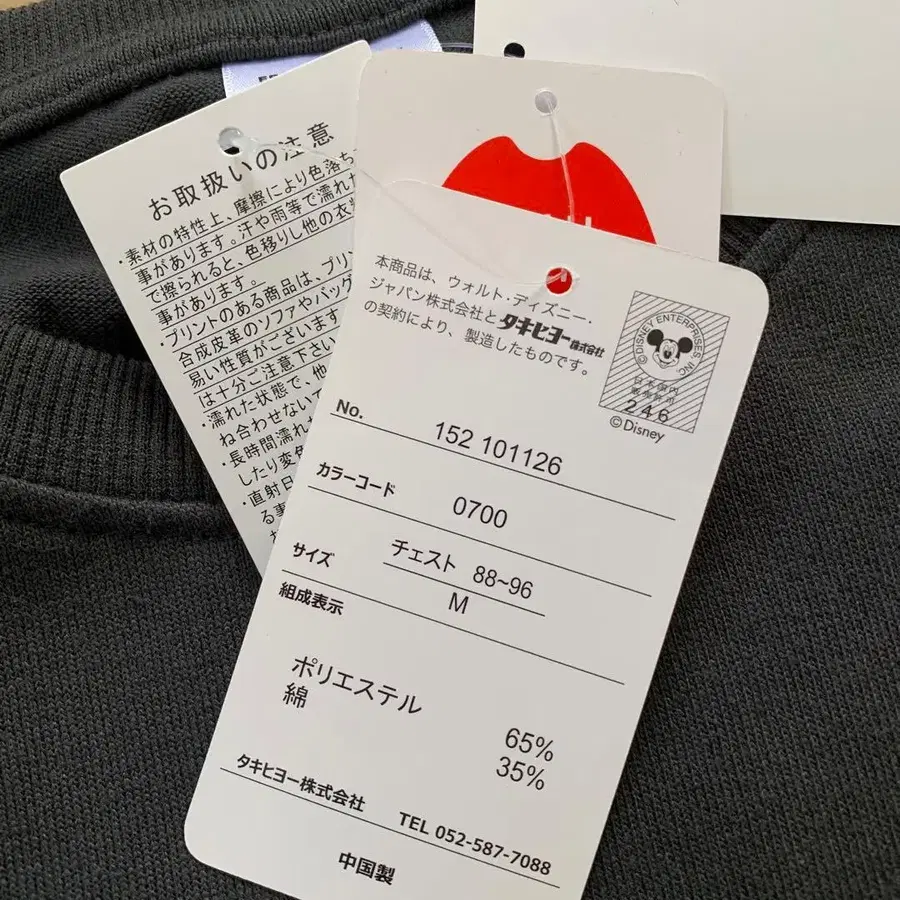 お取扱いの注意
・素材の特性上、摩擦により色落ち
事があります。汗や雨等で濡れた
で擦られると、色移りし他の衣料
事があります。
・プリントのある商品は、プリン
合成皮革のソファやバッグ
易い性質がございます
は十分ご注意下さい
・濡れた状態で、他
ね合わせないで
・長時間濡れ
したり変色
・直射日
る事
本商品は、ウォルト・ディズニー・
ジャパン株式会社とタキヒヨー株式会社
の契約により、製造したものです。
©DISNEY ENTERPRISES, INC
日本国内
246
©Disney
No.
152 101126
カラーコード
0700
サイズ
チェスト 88~96
M
組成表示
ポリエステル
65%
綿
35%
タキヒヨー株式会社
TEL 052-587-7088
中国製